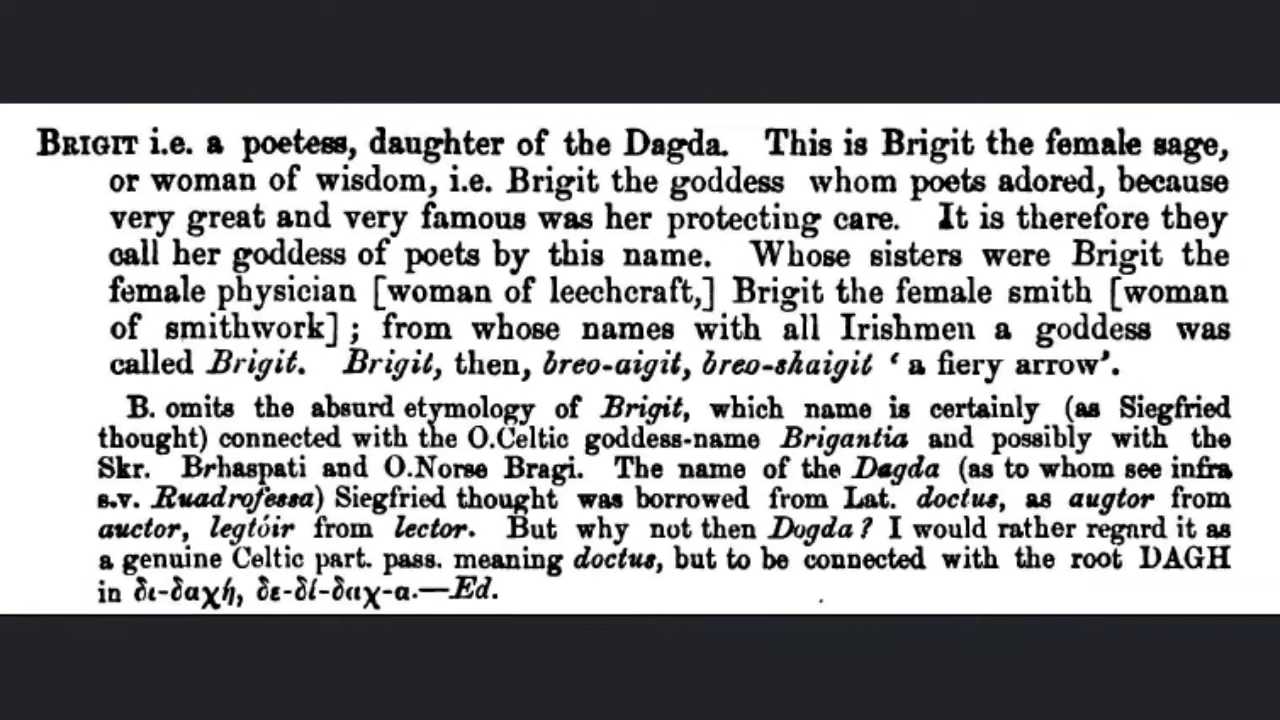 BRIGIT i.e. a poetess, daughter of the Dagda. This is Brigit the female sage,
or woman of wisdom, i.e. Brigit the goddess whom poets adored, because
very great and very famous was her protecting care. It is therefore they
call her goddess of poets by this name. Whose sisters were Brigit the
female physician [woman of leechcraft,] Brigit the female smith [woman
of smithwork]; from whose names with all Irishmen a goddess was
called Brigit. Brigit, then, breo-aigit, breo-shaigit ‘a fiery arrow’.
B. omits the absurd etymology of Brigit, which name is certainly (as Siegfried
thought) connected with the O.Celtic goddess-name Brigantia and possibly with the
Skr. Brhaspati and O.Norse Bragi. The name of the Dagda (as to whom see infra
s.v. Ruadrofessa) Siegfried thought was borrowed from Lat. doctus, as augtor from
auctor, legtóir from lector. But why not then Dogda? I would rather regard it as
a genuine Celtic part. pass. meaning doctus, but to be connected with the root DAGH
in δι-δαχή, δε-δί-δαχ-α.—Ed.